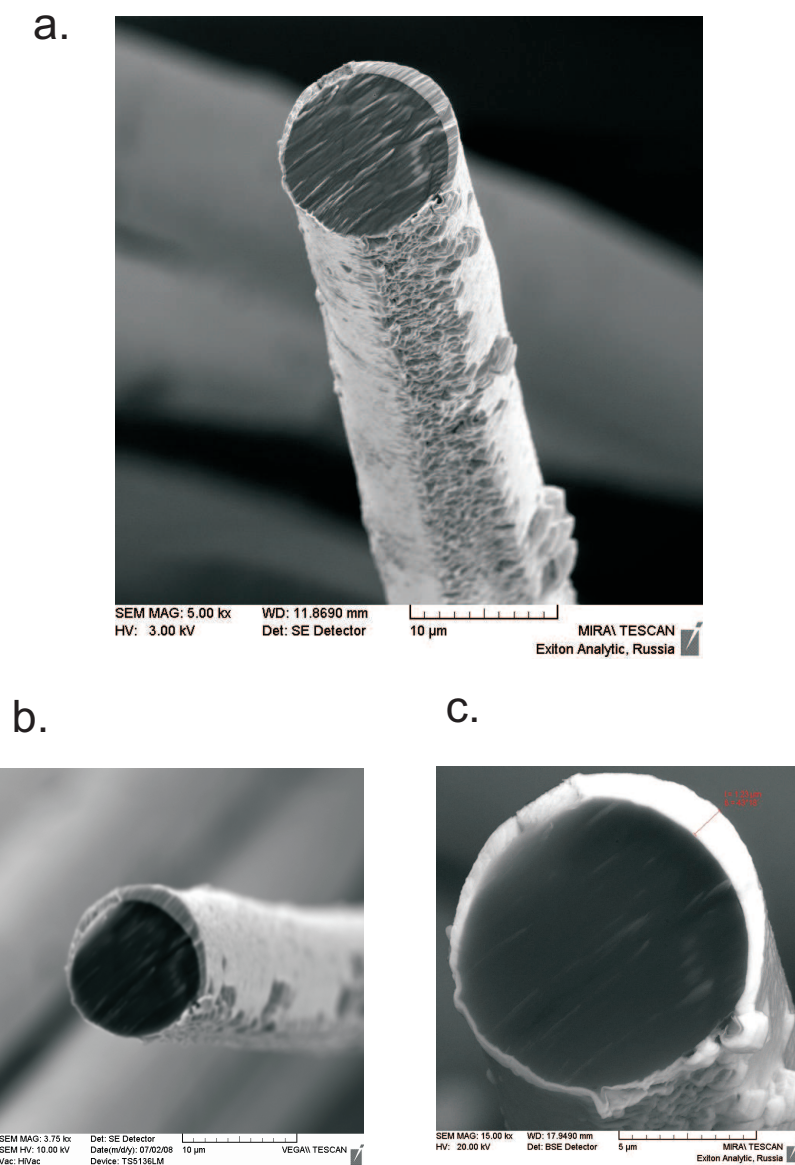 a.
SEM MAG: 5.00 kx WD: 11.8690 mm
HV: 3.00 kV Det: SE Detector 10 µm MIRA\ TESCAN
Exiton Analytic, Russia
b.
c.
SEM MAG: 3.75 kx Det: SE Detector
SEM HV: 10.00 kV Date(m/d/y): 07/02/08 10 µm VEGA\\ TESCAN
Vac: HiVac Device: TS5136LM
SEM MAG: 15.00 kx WD: 17.9490 mm
HV: 20.00 kV Det: BSE Detector 5 µm MIRA\ TESCAN
Exiton Analytic, Russia